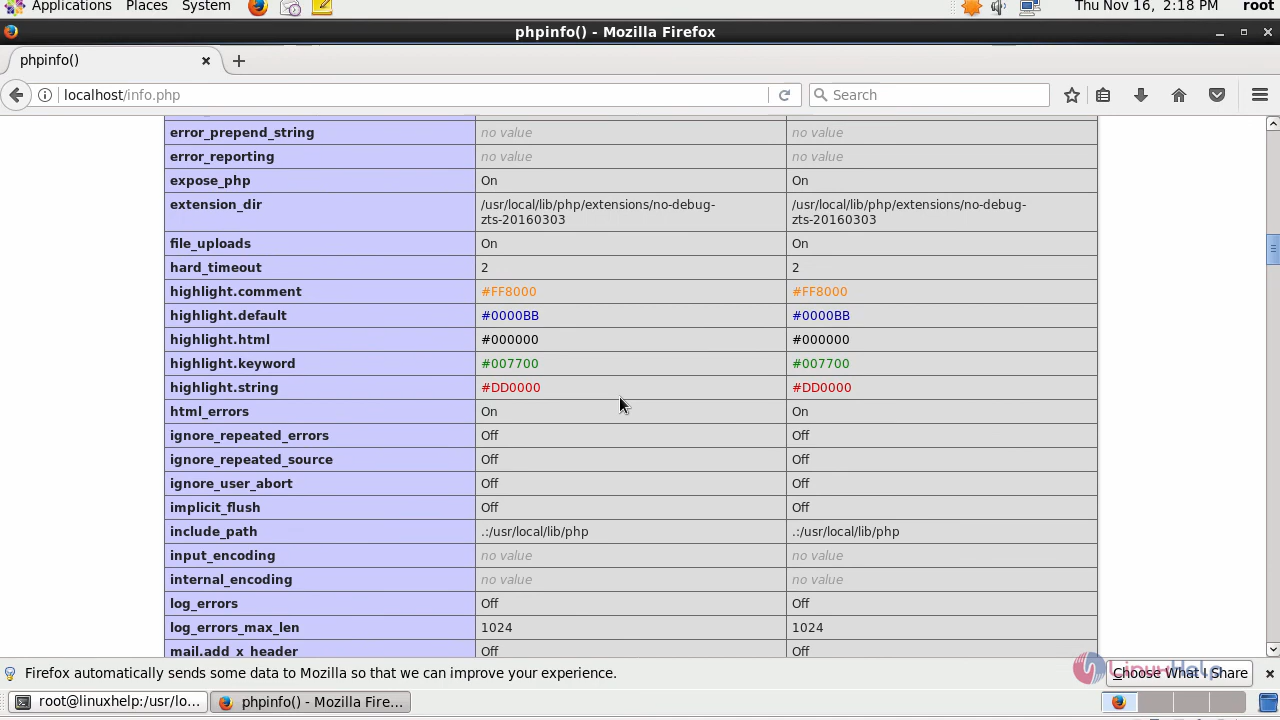 Applications Places System Thu Nov 16, 2:18 PM root
phpinfo() - Mozilla Firefox
phpinfo()
localhost/info.php Search
error_prepend_string no value no value
error_reporting no value no value
expose_php On On
extension_dir /usr/local/lib/php/extensions/no-debug- /usr/local/lib/php/extensions/no-debug-
zts-20160303 zts-20160303
file_uploads On On
hard_timeout 2 2
highlight.comment #FF8000 #FF8000
highlight.default #0000BB #0000BB
highlight.html #000000 #000000
highlight.keyword #007700 #007700
highlight.string #DD0000 #DD0000
html_errors On On
ignore_repeated_errors Off Off
ignore_repeated_source Off Off
ignore_user_abort Off Off
implicit_flush Off Off
include_path .:/usr/local/lib/php .:/usr/local/lib/php
input_encoding no value no value
internal_encoding no value no value
log_errors Off Off
log_errors_max_len 1024 1024
mail.add_x_header Off Off
Firefox automatically sends some data to Mozilla so that we can improve your experience. Choose What I Share
LinuxHelp
root@linuxhelp:/usr/lo... phpinfo() - Mozilla Fire...